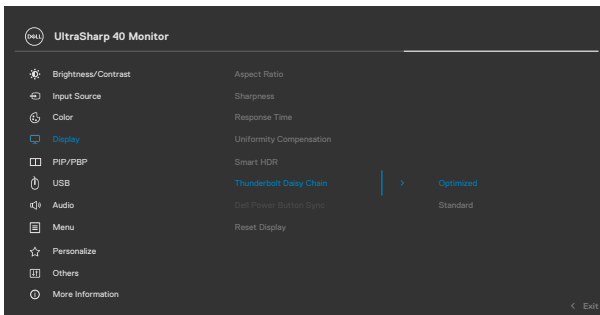 DELL UltraSharp 40 Monitor
Brightness/Contrast Aspect Ratio
Input Source Sharpness
Color Response Time
Display Uniformity Compensation
PIP/PBP Smart HDR
USB Thunderbolt Daisy Chain > Optimized
Audio Dell Power Button Sync Standard
Menu Reset Display
Personalize
Others
More Information
< Exit